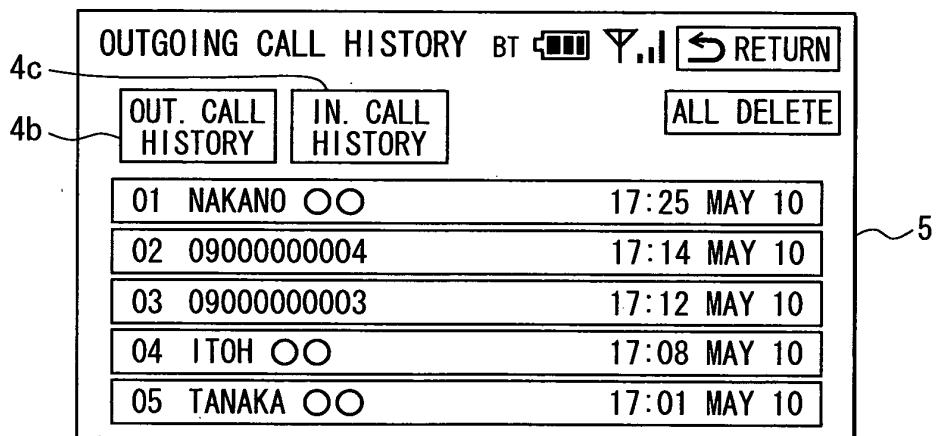 OUTGOING CALL HISTORY BT RETURN
4c
OUT. CALL HISTORY
IN. CALL HISTORY
ALL DELETE
4b
01 NAKANO ○○ 17:25 MAY 10
5
02 09000000004 17:14 MAY 10
03 09000000003 17:12 MAY 10
04 ITOH ○○ 17:08 MAY 10
05 TANAKA ○○ 17:01 MAY 10